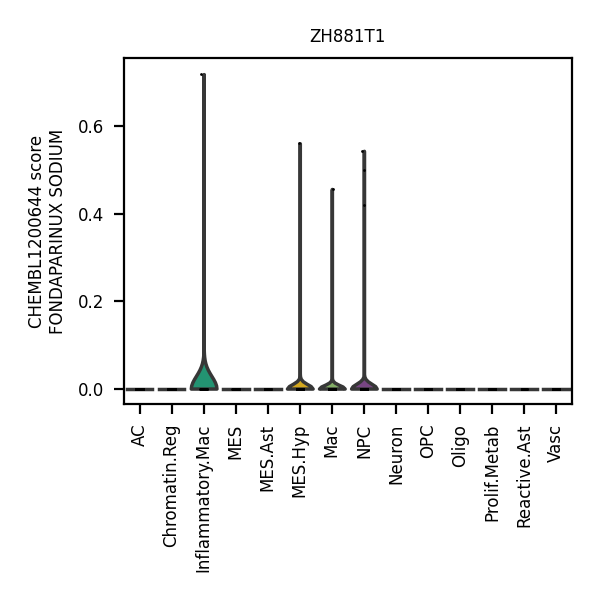 ZH881T1
CHEMBL1200644 score
FONDAPARINUX SODIUM
0.6
0.4
0.2
0.0
AC
Chromatin.Reg
Inflammatory.Mac
MES
MES.Ast
MES.Hyp
Mac
NPC
Neuron
OPC
Oligo
Prolif.Metab
Reactive.Ast
Vasc